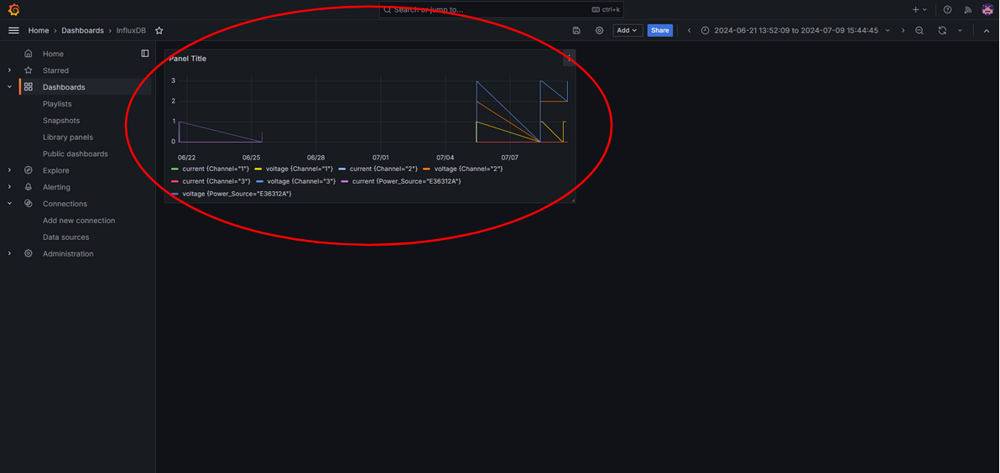 Search or jump to... ctrl+k
Home › Dashboards › InfluxDB Add Share 2024-06-21 13:52:09 to 2024-07-09 15:44:45
Home
Starred
Dashboards
Playlists
Snapshots
Library panels
Public dashboards
Explore
Alerting
Connections
Add new connection
Data sources
Administration
Panel Title
3
2
1
0
06/22 06/25 06/28 07/01 07/04 07/07
current {Channel="1"} voltage {Channel="1"} current {Channel="2"} voltage {Channel="2"}
current {Channel="3"} voltage {Channel="3"} current {Power_Source="E36312A"}
voltage {Power_Source="E36312A"}